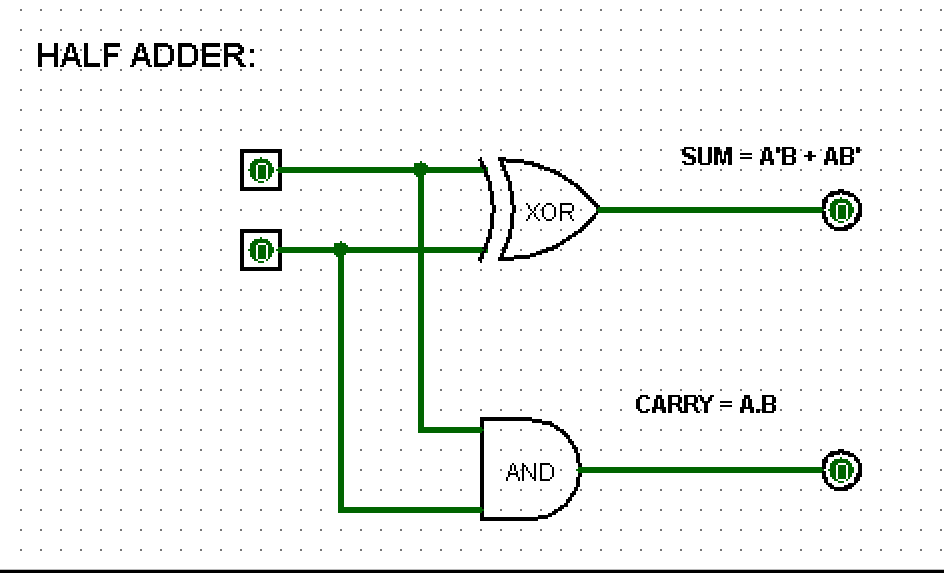 HALF ADDER:
SUM = A'B + AB'
0
XOR
0
0
CARRY = A.B
AND
0